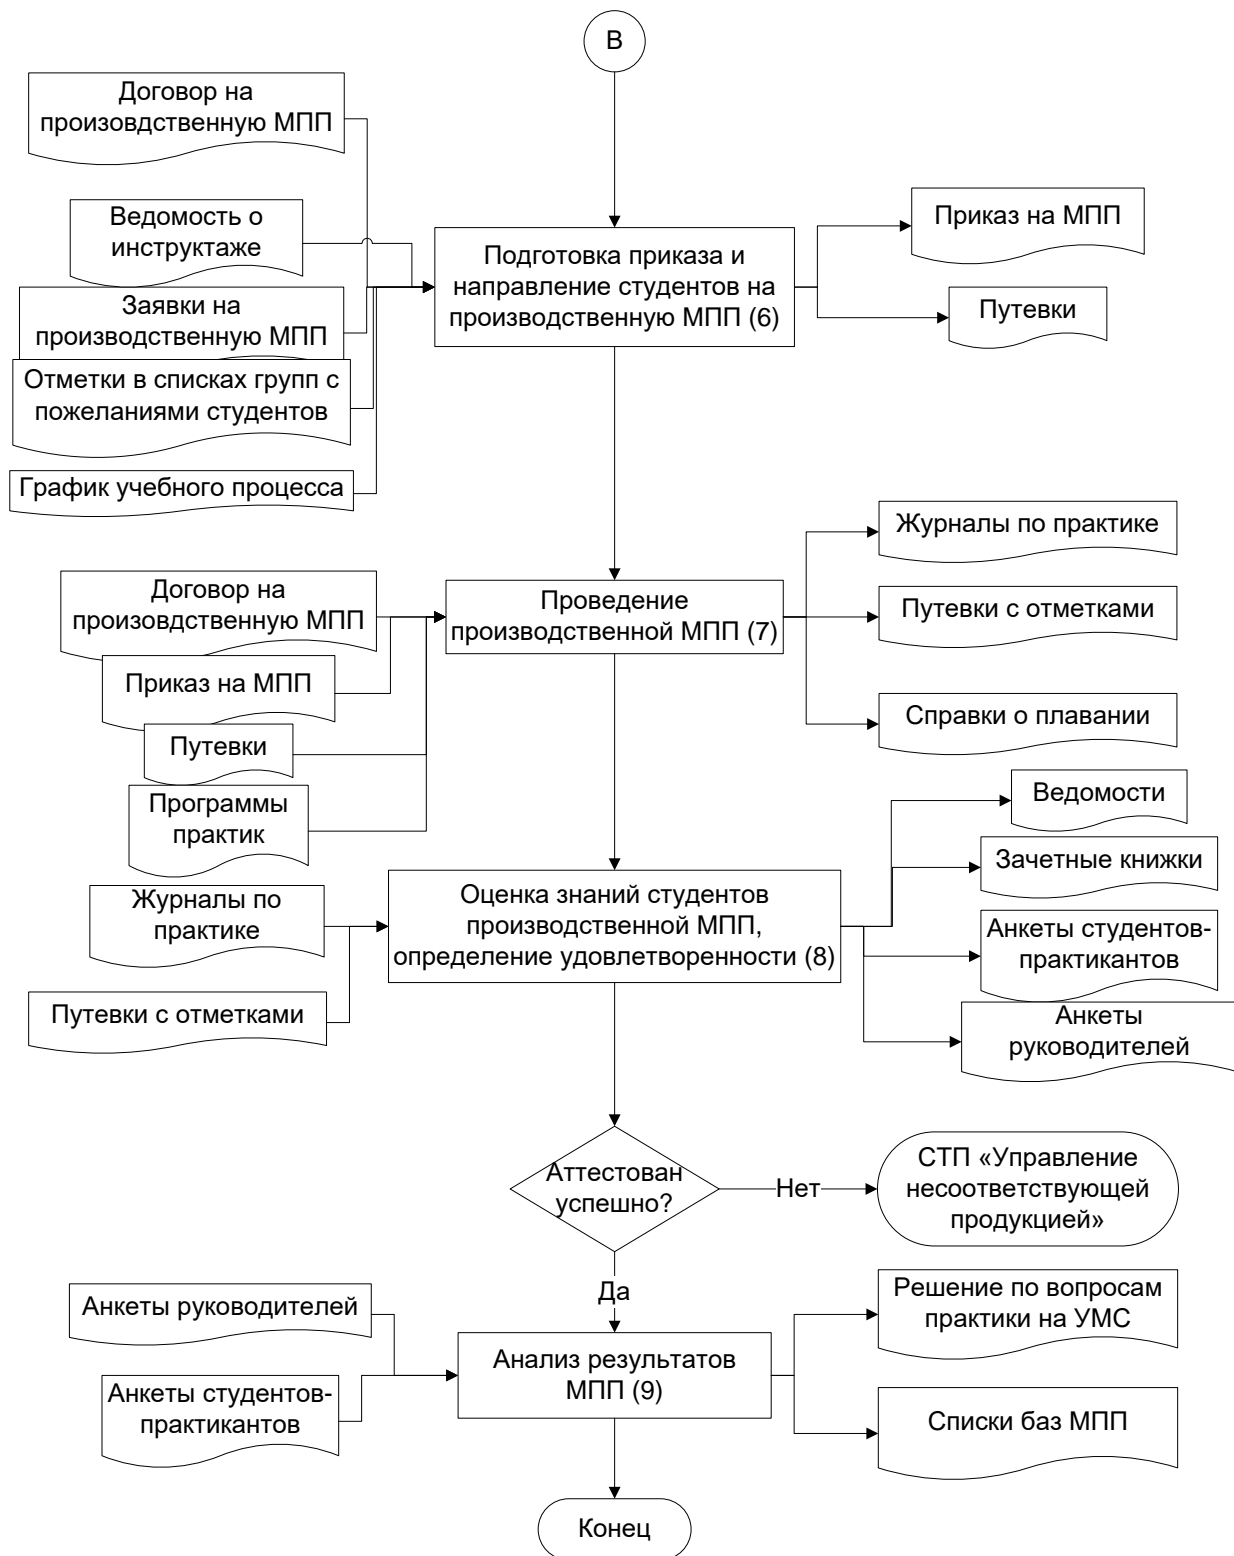 В
Договор на
произовдственную МПП
Ведомость о
инструктаже
Заявки на
производственную МПП
Отметки в списках групп с
пожеланиями студентов
График учебного процесса
Подготовка приказа и
направление студентов на
производственную МПП (6)
Приказ на МПП
Путевки
Договор на
произовдственную МПП
Приказ на МПП
Путевки
Программы
практик
Проведение
производственной МПП (7)
Журналы по практике
Путевки с отметками
Справки о плавании
Журналы по
практике
Путевки с отметками
Оценка знаний студентов
производственной МПП,
определение удовлетворенности (8)
Ведомости
Зачетные книжки
Анкеты студентов-
практикантов
Анкеты
руководителей
Аттестован
успешно?
Нет
СТП «Управление
несоответствующей
продукцией»
Да
Анкеты руководителей
Анкеты студентов-
практикантов
Анализ результатов
МПП (9)
Решение по вопросам
практики на УМС
Списки баз МПП
Конец